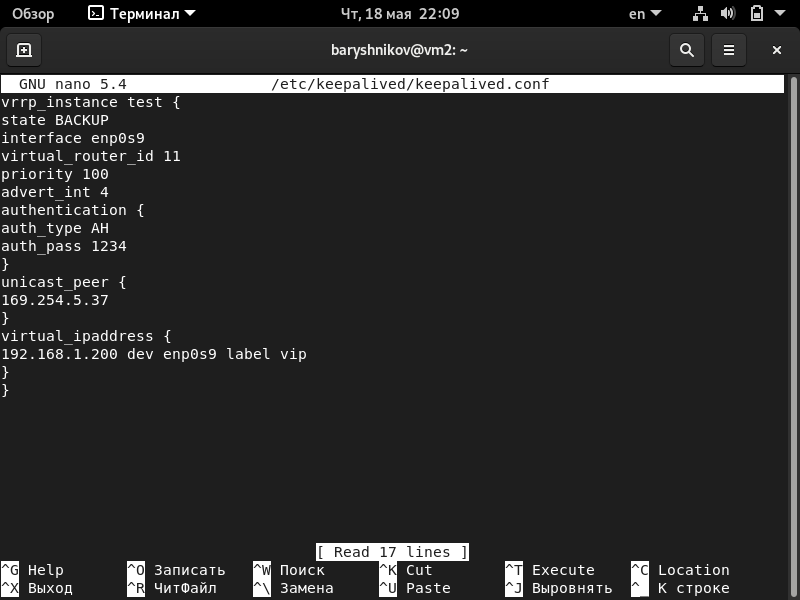 Обзор Терминал Чт, 18 мая 22:09 en
baryshnikov@vm2: ~
GNU nano 5.4 /etc/keepalived/keepalived.conf
vrrp_instance test {
state BACKUP
interface enp0s9
virtual_router_id 11
priority 100
advert_int 4
authentication {
auth_type AH
auth_pass 1234
}
unicast_peer {
169.254.5.37
}
virtual_ipaddress {
192.168.1.200 dev enp0s9 label vip
}
}
[ Read 17 lines ]
^G Help ^O Записать ^W Поиск ^K Cut ^T Execute ^C Location
^X Выход ^R ЧитФайл ^\ Замена ^U Paste ^J Выровнять ^_ К строке